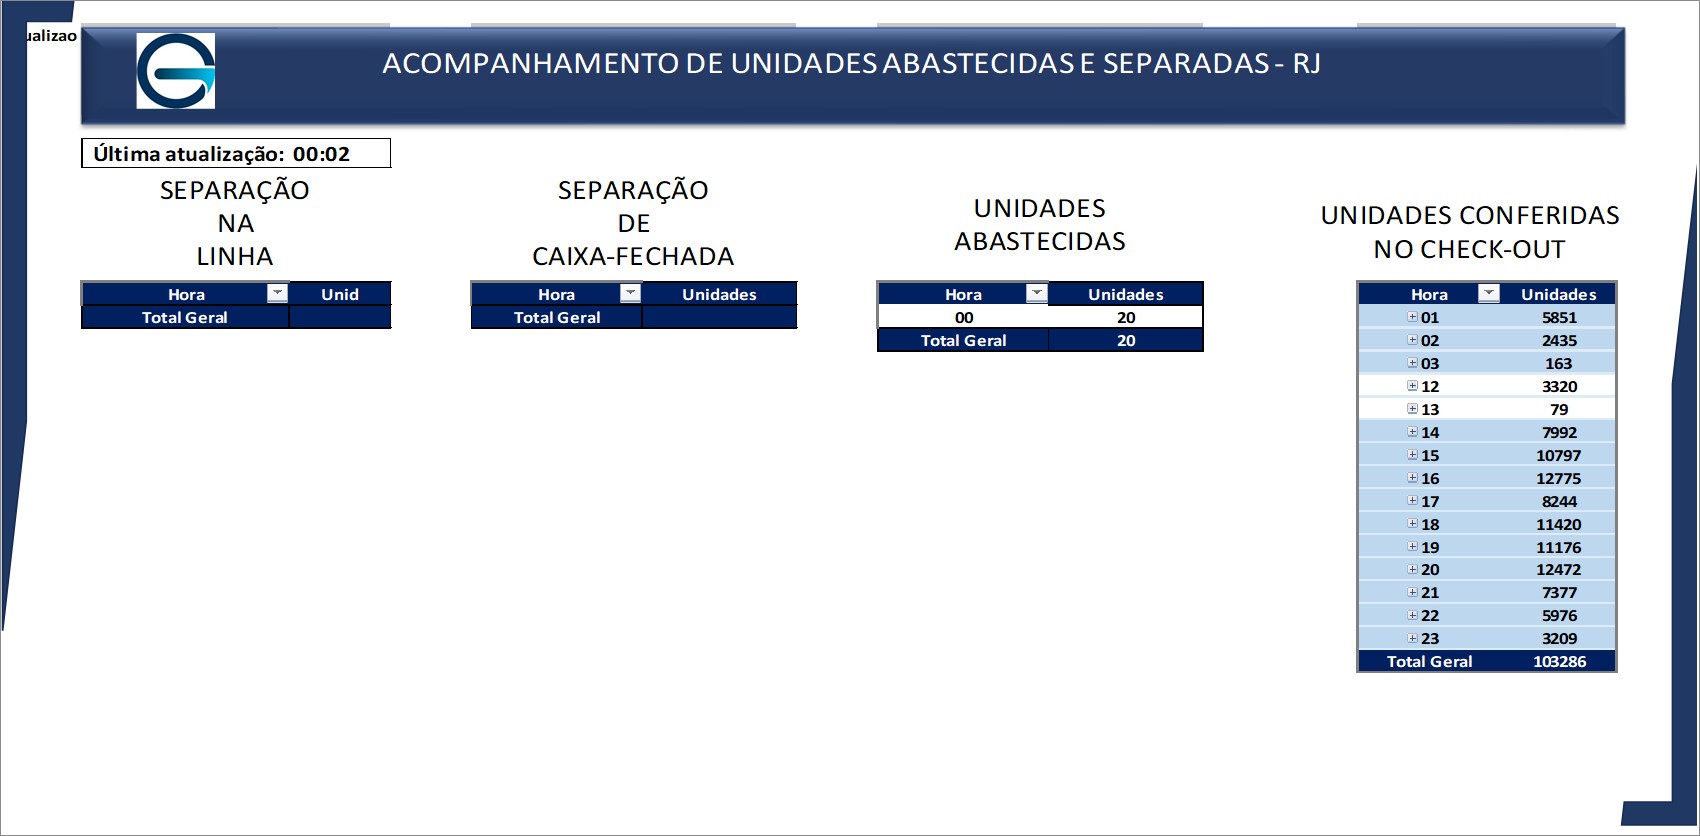 ualizao
ACOMPANHAMENTO DE UNIDADES ABASTECIDAS E SEPARADAS - RJ
Última atualização: 00:02
SEPARAÇÃO
NA
LINHA
Hora Unid
Total Geral
SEPARAÇÃO
DE
CAIXA-FECHADA
Hora Unidades
Total Geral
UNIDADES
ABASTECIDAS
Hora Unidades
00 20
Total Geral 20
UNIDADES CONFERIDAS
NO CHECK-OUT
Hora Unidades
01 5851
02 2435
03 163
12 3320
13 79
14 7992
15 10797
16 12775
17 8244
18 11420
19 11176
20 12472
21 7377
22 5976
23 3209
Total Geral 103286